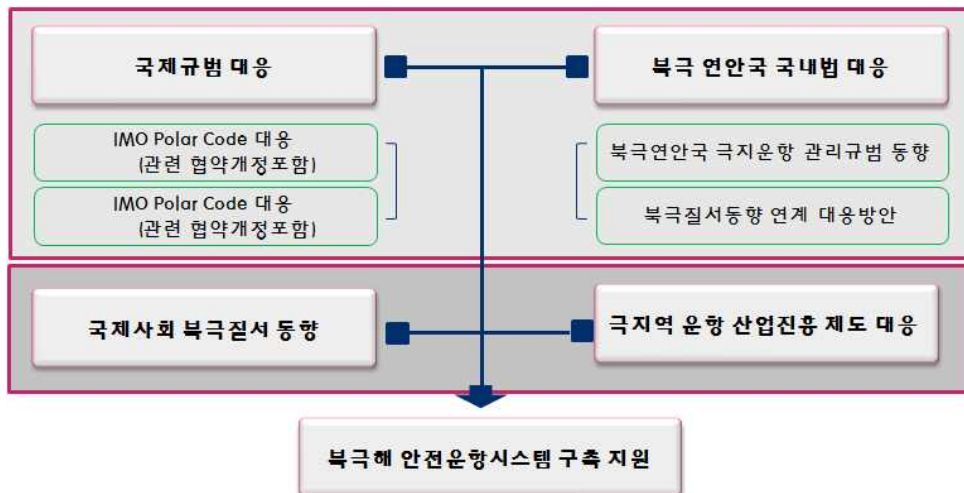 국제규범 대응
북극 연안국 국내법 대응
IMO Polar Code 대응
(관련 협약개정포함)
IMO Polar Code 대응
(관련 협약개정포함)
북극연안국 극지운항 관리규범 동향
북극질서동향 연계 대응방안
국제사회 북극질서 동향
극지역 운항 산업진흥 제도 대응
북극해 안전운항시스템 구축 지원